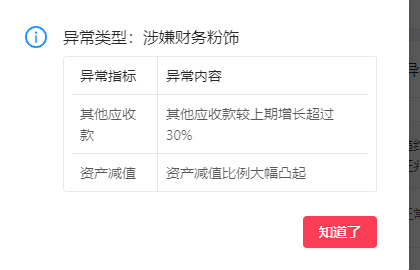 异常类型：涉嫌财务粉饰
异常指标 异常内容
其他应收款 其他应收款较上期增长超过
30%
资产减值 资产减值比例大幅凸起
知道了